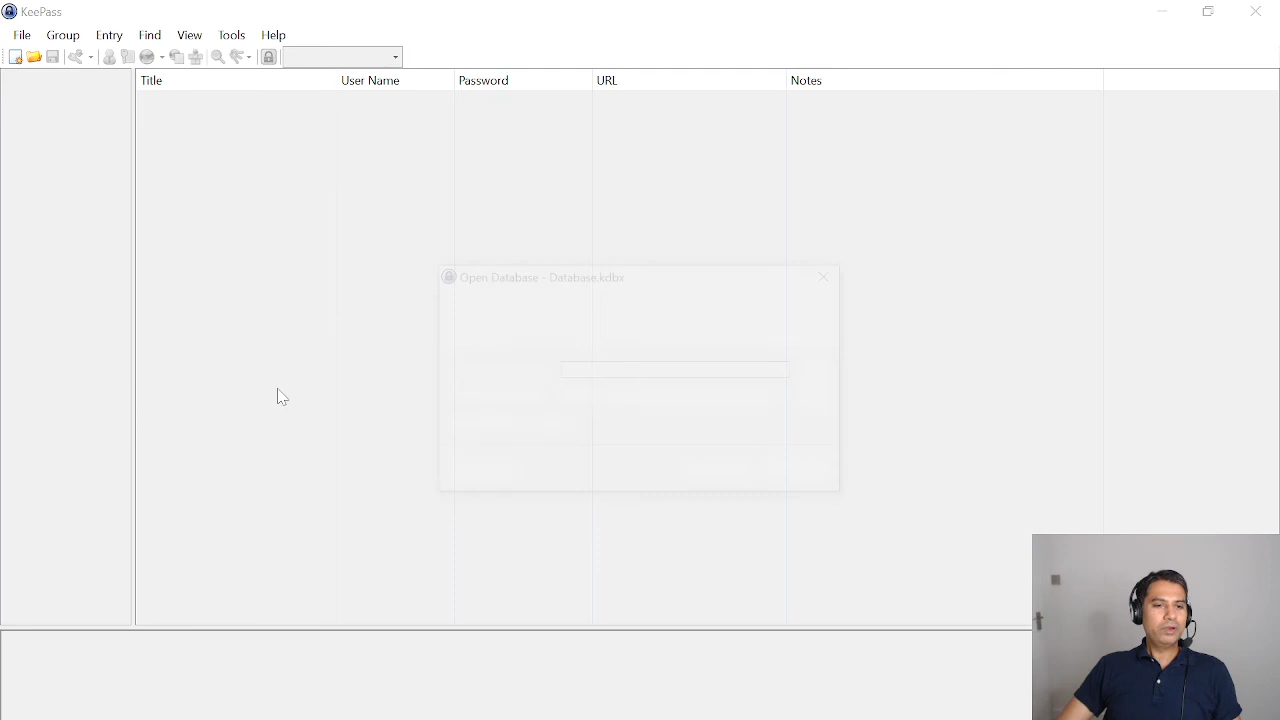 KeePass
File Group Entry Find View Tools Help
Title User Name Password URL Notes
Open Database - Database.kdbx